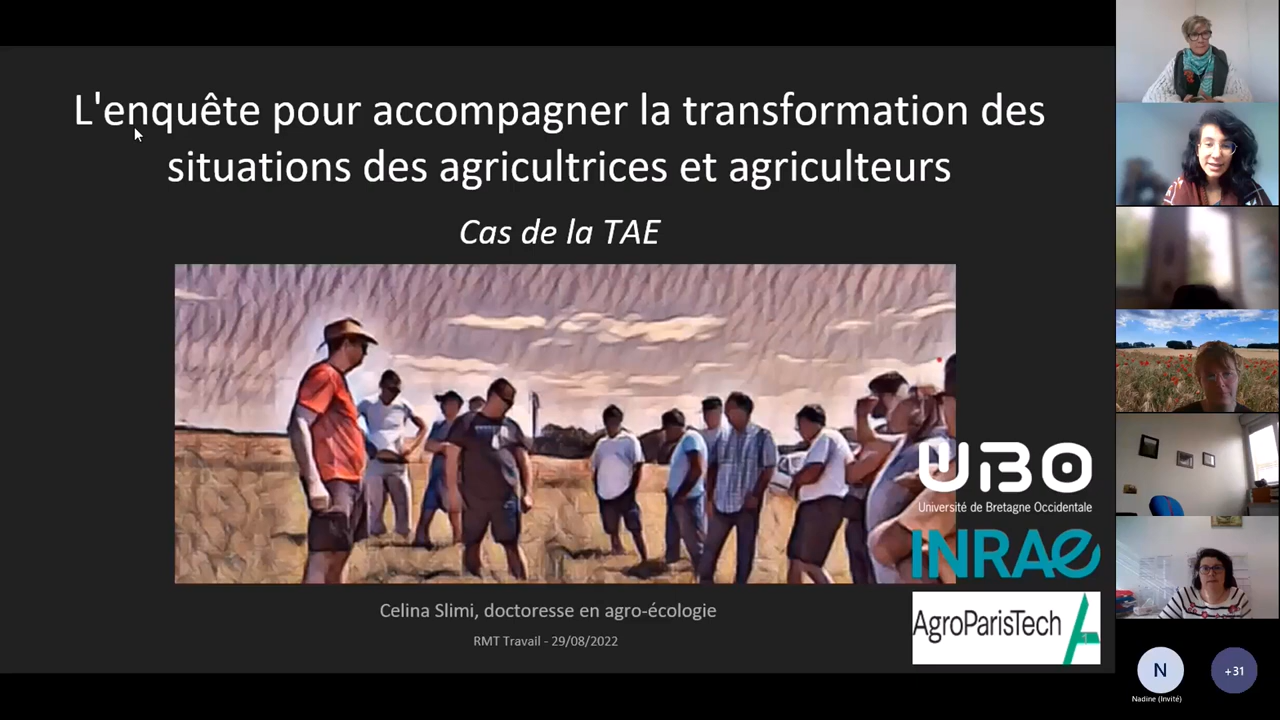 L'enquête pour accompagner la transformation des
situations des agricultrices et agriculteurs
Cas de la TAE
UBO
Université de Bretagne Occidentale
INRAE
AgroParisTech
1
Celina Slimi, doctoresse en agro-écologie
RMT Travail - 29/08/2022
N
+31
Nadine (Invité)